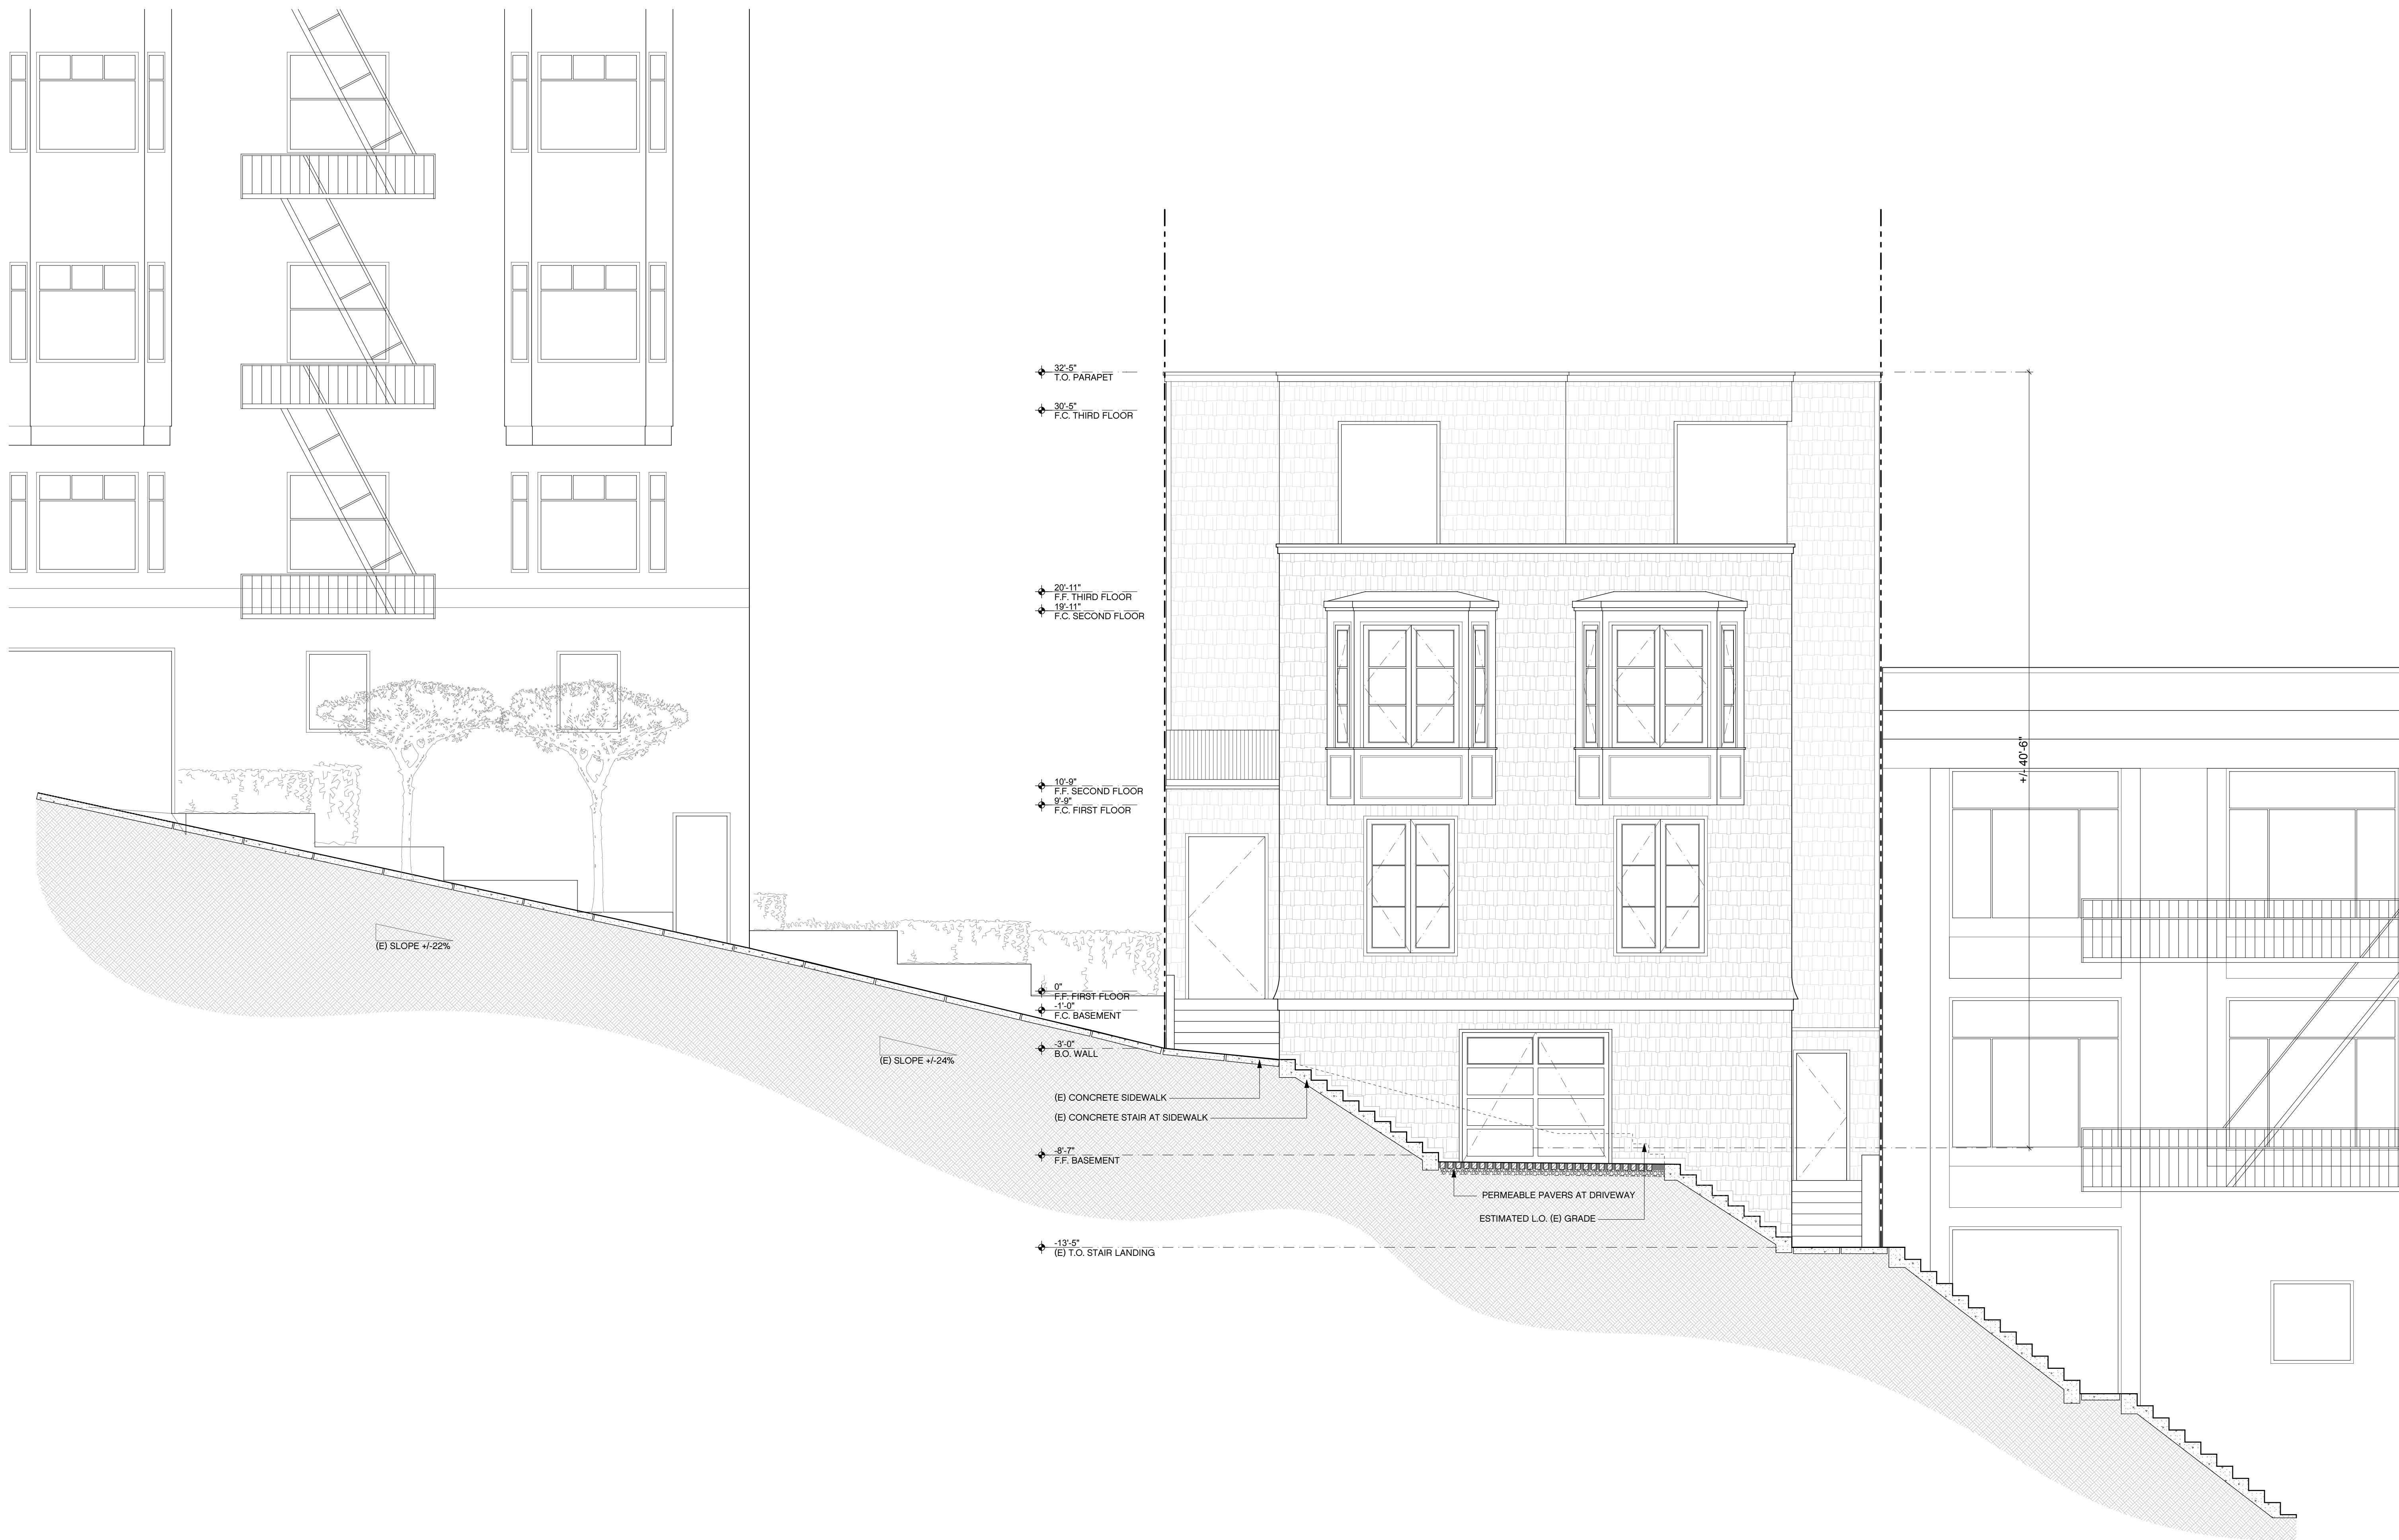 32'-5"
T.O. PARAPET
30'-5"
F.C. THIRD FLOOR
20'-11"
F.F. THIRD FLOOR
19'-11"
F.C. SECOND FLOOR
+/- 40'-6"
10'-9"
F.F. SECOND FLOOR
9'-9"
F.C. FIRST FLOOR
(E) SLOPE +/-22%
0"
F.F. FIRST FLOOR
-1'-0"
F.C. BASEMENT
-3'-0"
B.O. WALL
(E) SLOPE +/-24%
(E) CONCRETE SIDEWALK
(E) CONCRETE STAIR AT SIDEWALK
-8'-7"
F.F. BASEMENT
PERMEABLE PAVERS AT DRIVEWAY
ESTIMATED L.O. (E) GRADE
-13'-5"
(E) T.O. STAIR LANDING